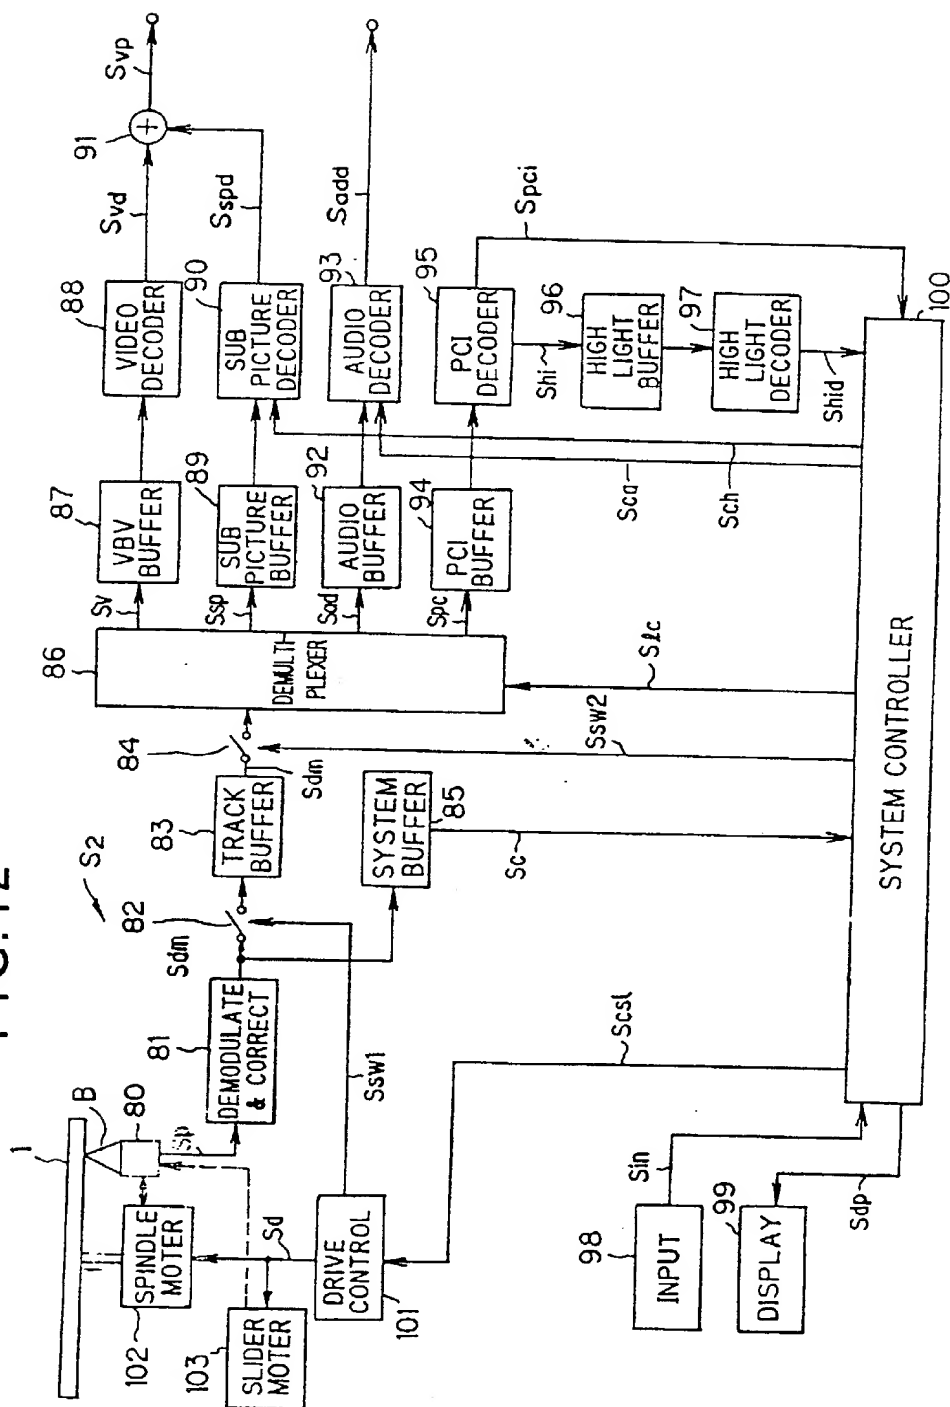 FIG. 12
S2
1
B
80
Sp
SPINDLE
MOTER
102
SLIDER
MOTER
103
Sd
DRIVE
CONTROL
101
81
DEMODULATE
& CORRECT
Sdm
82
Ssw1
TRACK
BUFFER
83
Sdm
84
SYSTEM
BUFFER
85
Sc
Ssw2
Slc
86
DEMULTI
PLEXER
Sv
Ssp
Sad
Spc
87
VBV
BUFFER
89
SUB
PICTURE
BUFFER
92
AUDIO
BUFFER
94
PCI
BUFFER
88
VIDEO
DECODER
90
SUB
PICTURE
DECODER
93
AUDIO
DECODER
95
PCI
DECODER
Svd
91
+
Svp
Sspd
Sadd
Spci
Shi
96
HIGH
LIGHT
BUFFER
97
HIGH
LIGHT
DECODER
Shid
Sca
Sch
Scsl
98
INPUT
Sin
99
DISPLAY
Sdp
SYSTEM CONTROLLER
100